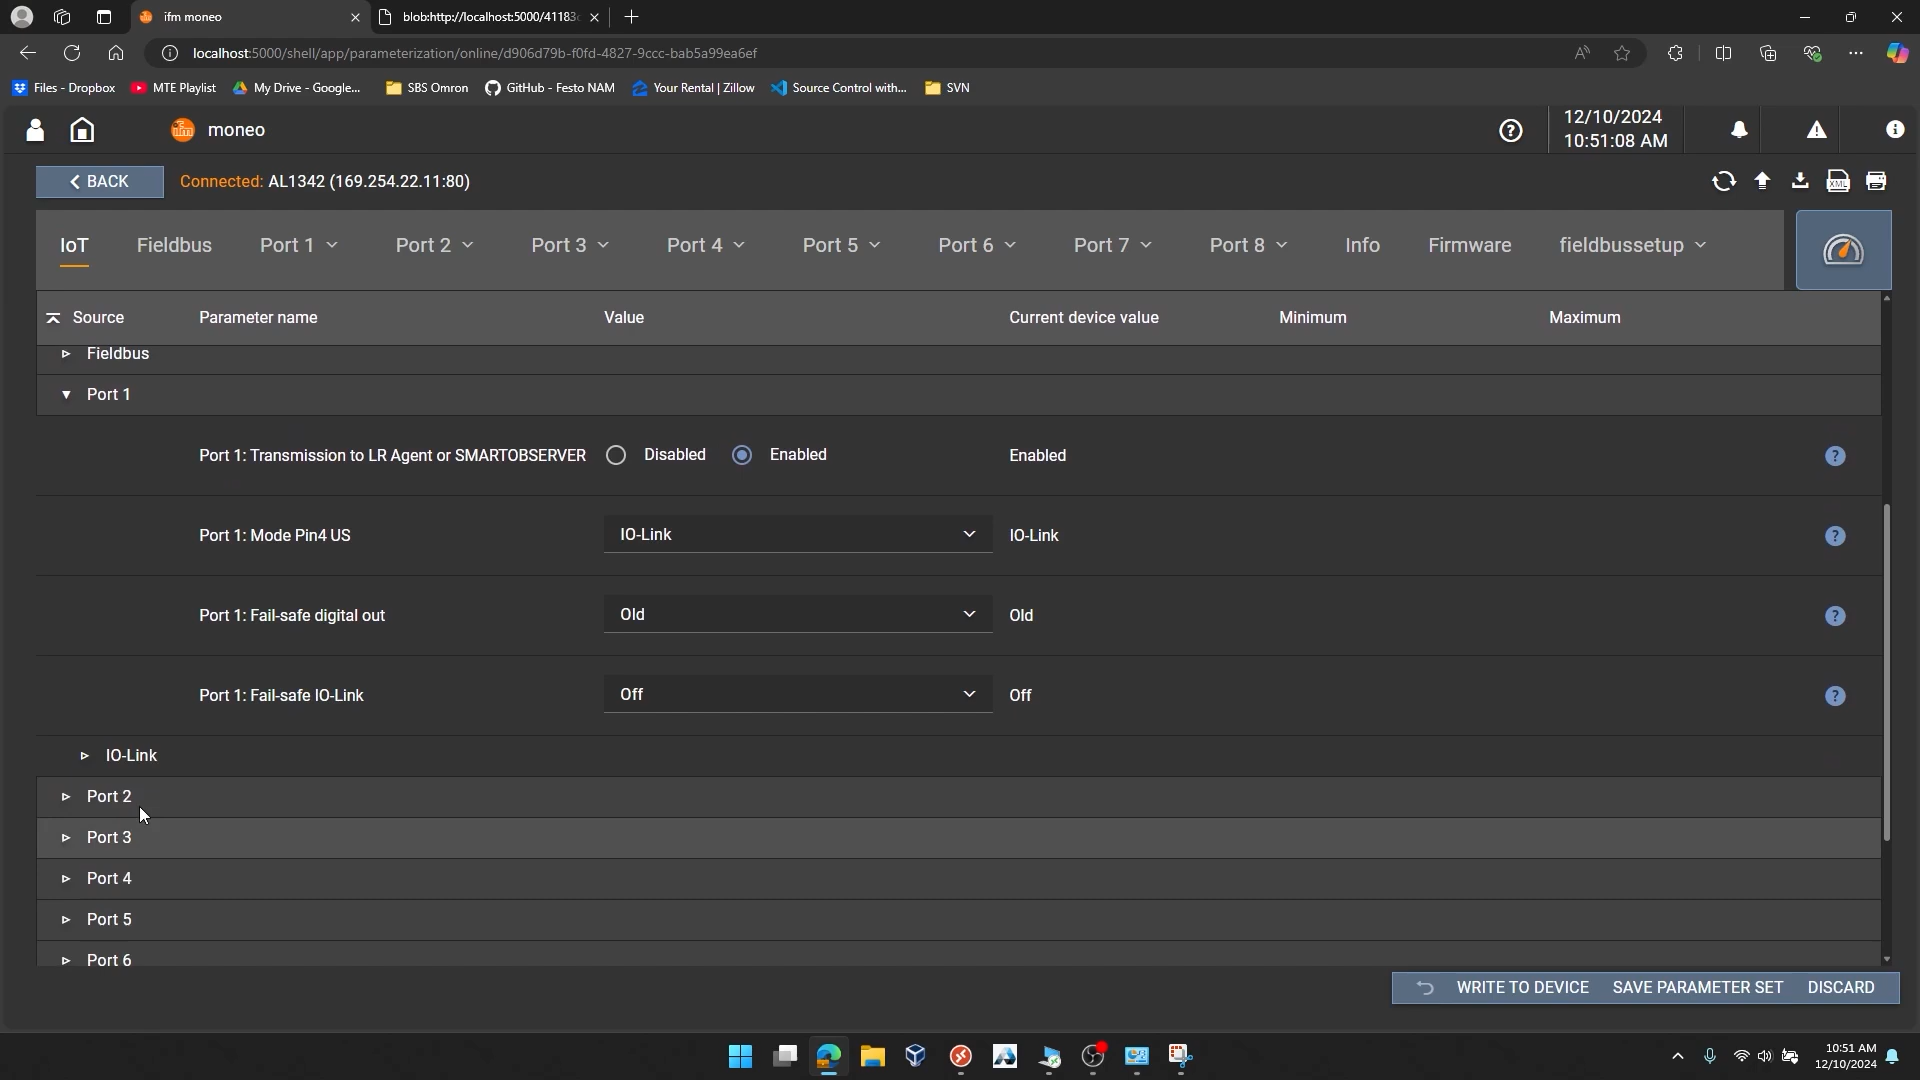 ifm moneo
blob:http://localhost:5000/41183
localhost:5000/shell/app/parameterization/online/d906d79b-f0fd-4827-9ccc-bab5a99ea6ef
Files - Dropbox MTE Playlist My Drive - Google... SBS Omron GitHub - Festo NAM Your Rental | Zillow Source Control with... SVN
ifm moneo
12/10/2024
10:51:08 AM
BACK Connected: AL1342 (169.254.22.11:80)
XML
IoT Fieldbus Port 1 Port 2 Port 3 Port 4 Port 5 Port 6 Port 7 Port 8 Info Firmware fieldbussetup
Source Parameter name Value Current device value Minimum Maximum
Fieldbus
Port 1
Port 1: Transmission to LR Agent or SMARTOBSERVER Disabled Enabled Enabled ?
Port 1: Mode Pin4 US IO-Link IO-Link ?
Port 1: Fail-safe digital out Old Old ?
Port 1: Fail-safe IO-Link Off Off ?
IO-Link
Port 2
Port 3
Port 4
Port 5
Port 6
WRITE TO DEVICE SAVE PARAMETER SET DISCARD
10:51 AM
12/10/2024